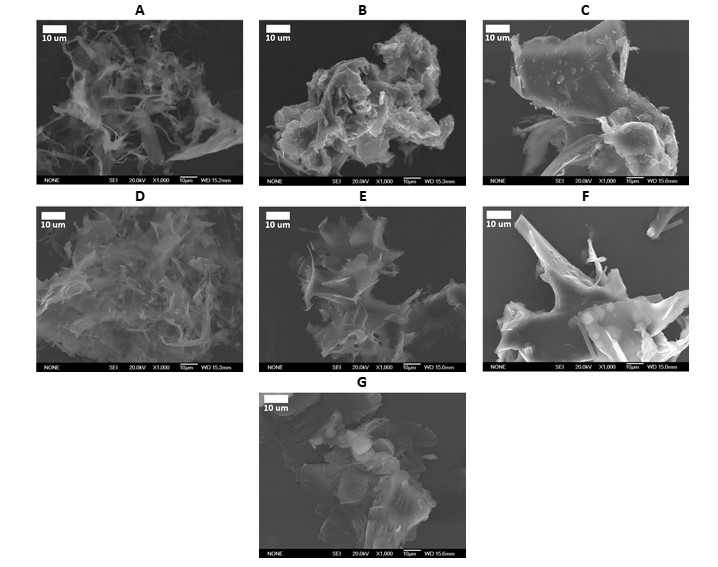 A B C
10 um 10 um 10 um
NONE SEI 20.0kV X1,000 10μm WD 15.2mm NONE SEI 20.0kV X1,000 10μm WD 15.3mm NONE SEI 20.0kV X1,000 10μm WD 15.6mm
D E F
10 um 10 um 10 um
NONE SEI 20.0kV X1,000 10μm WD 15.3mm NONE SEI 20.0kV X1,000 10μm WD 15.0mm NONE SEI 20.0kV X1,000 10μm WD 15.0mm
G
10 um
NONE SEI 20.0kV X1,000 10μm WD 15.6mm